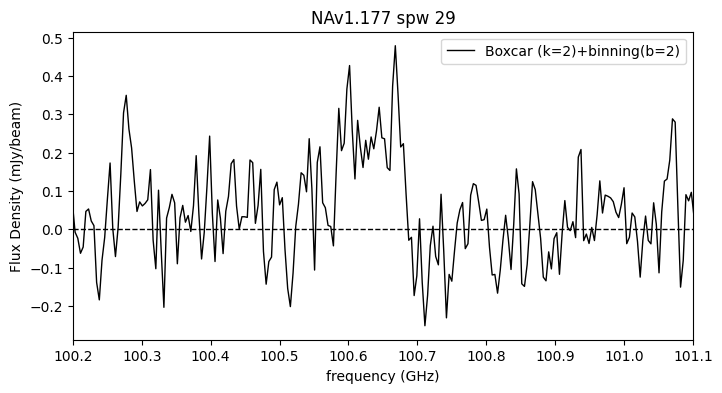 NAv1.177 spw 29
Boxcar (k=2)+binning(b=2)
Flux Density (mJy/beam)
0.5
0.4
0.3
0.2
0.1
0.0
−0.1
−0.2
100.2 100.3 100.4 100.5 100.6 100.7 100.8 100.9 101.0 101.1
frequency (GHz)